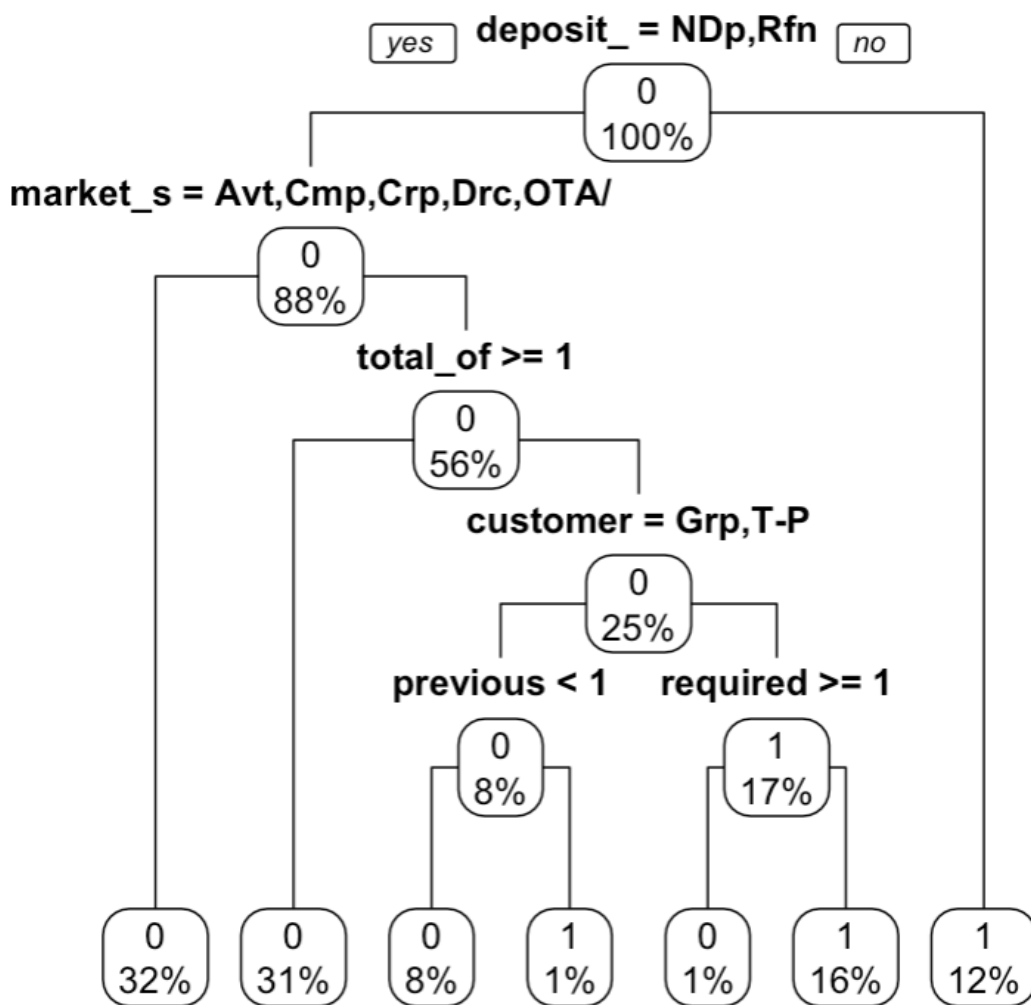 yes deposit_ = NDp,Rfn no
0
100%
market_s = Avt,Cmp,Crp,Drc,OTA/
0
88%
total_of >= 1
0
56%
customer = Grp,T-P
0
25%
previous < 1 required >= 1
0 1
8% 17%
0 0 0 1 0 1 1
32% 31% 8% 1% 1% 16% 12%